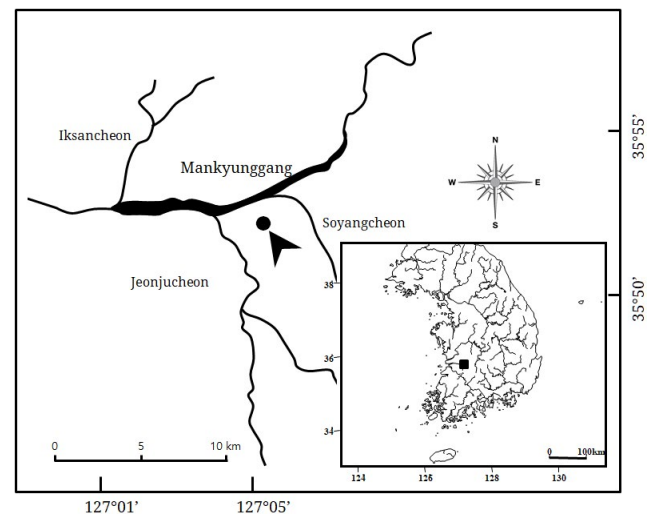 Iksancheon
Mankyunggang
Soyangcheon
Jeonjucheon
N
W E
S
35°55'
35°50'
38
36
34
124 126 128 130
0 100km
0 5 10 km
127°01' 127°05'